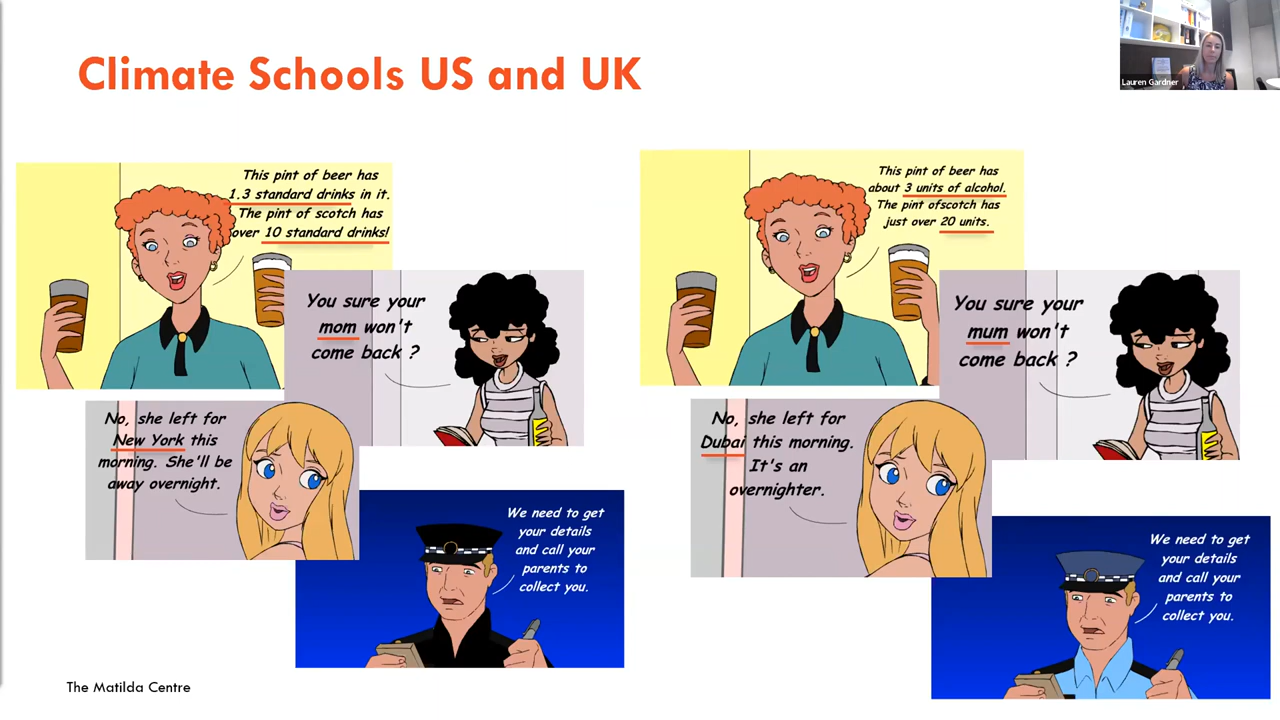 Climate Schools US and UK
Lauren Gardner
This pint of beer has
1.3 standard drinks in it.
The pint of scotch has
over 10 standard drinks!
You sure your
mom won't
come back ?
No, she left for
New York this
morning. She'll be
away overnight.
We need to get
your details
and call your
parents to
collect you.
This pint of beer has
about 3 units of alcohol.
The pint ofscotch has
just over 20 units.
You sure your
mum won't
come back ?
No, she left for
Dubai this morning.
It's an
overnighter.
We need to get
your details
and call your
parents to
collect you.
The Matilda Centre